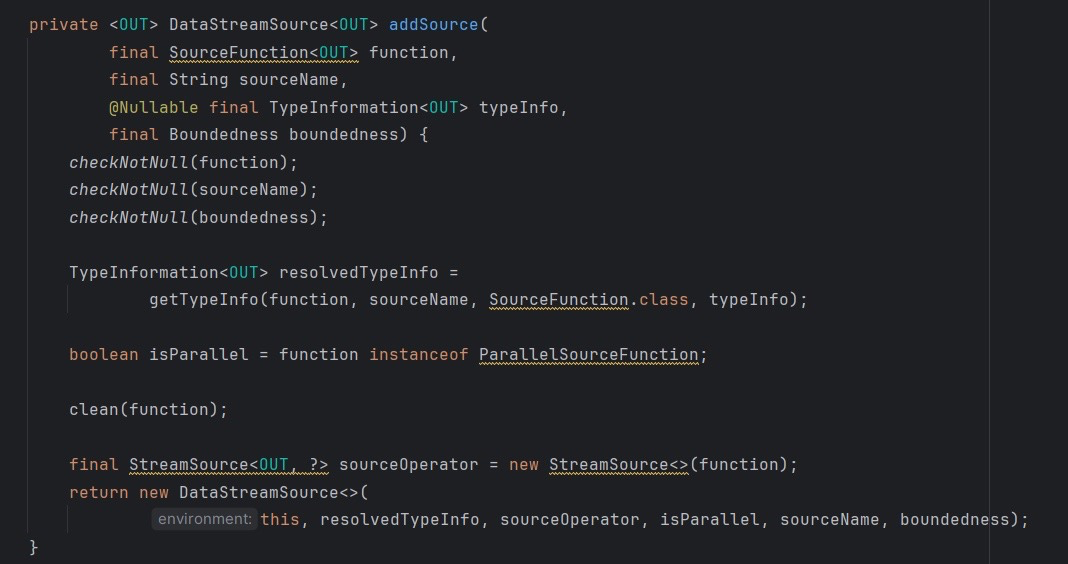 private <OUT> DataStreamSource<OUT> addSource(
        final SourceFunction<OUT> function,
        final String sourceName,
        @Nullable final TypeInformation<OUT> typeInfo,
        final Boundedness boundedness) {
    checkNotNull(function);
    checkNotNull(sourceName);
    checkNotNull(boundedness);

    TypeInformation<OUT> resolvedTypeInfo =
            getTypeInfo(function, sourceName, SourceFunction.class, typeInfo);

    boolean isParallel = function instanceof ParallelSourceFunction;

    clean(function);

    final StreamSource<OUT, ?> sourceOperator = new StreamSource<>(function);
    return new DataStreamSource<>(
            environment: this, resolvedTypeInfo, sourceOperator, isParallel, sourceName, boundedness);
}